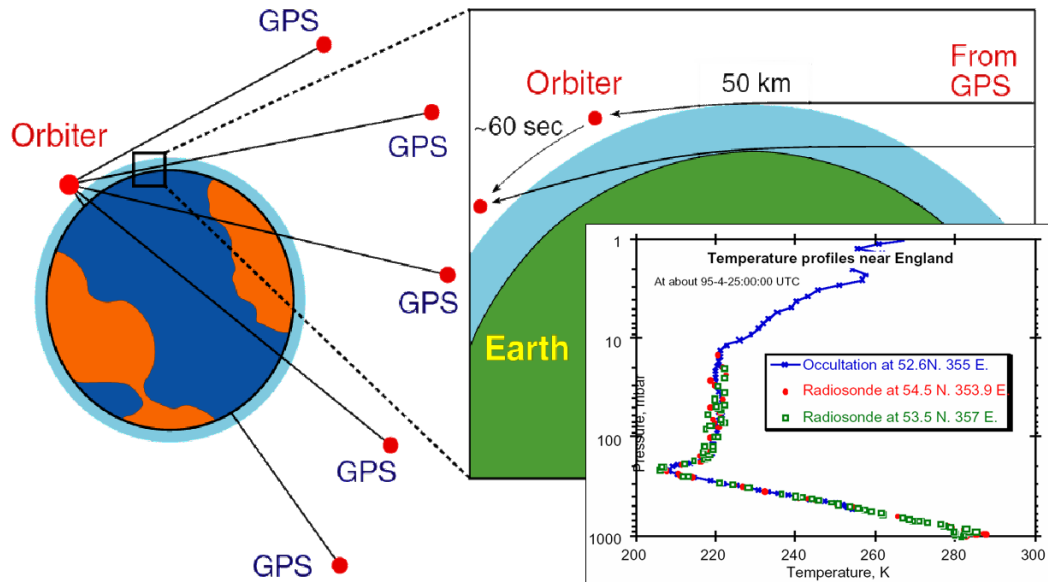 GPS
GPS
Orbiter
GPS
GPS
GPS
From
GPS
Orbiter
50 km
~60 sec
Earth
Temperature profiles near England
At about 95-4-25:00:00 UTC
Occultation at 52.6N. 355 E.
Radiosonde at 54.5 N. 353.9 E.
Radiosonde at 53.5 N. 357 E.
Pressure, mbar
1
10
100
1000
200
220
240
260
280
300
Temperature, K